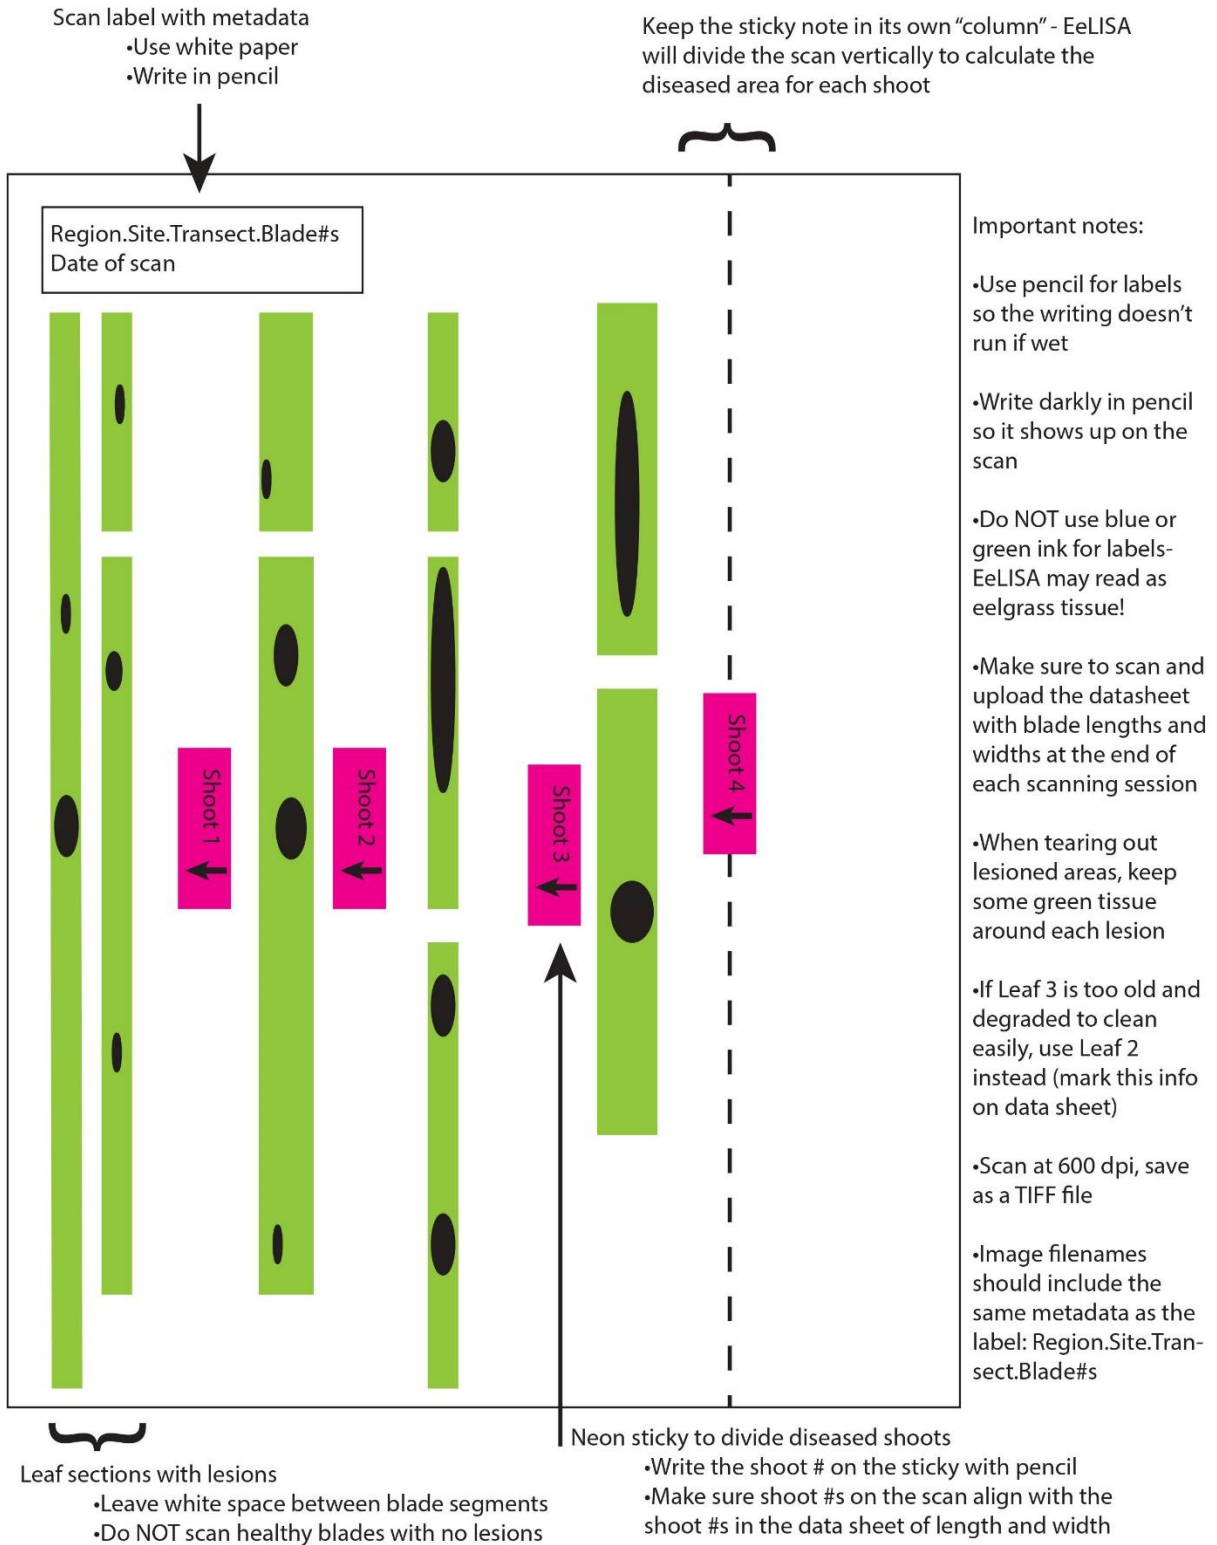 Scan label with metadata
•Use white paper
•Write in pencil
Keep the sticky note in its own “column” - EeLISA
will divide the scan vertically to calculate the
diseased area for each shoot
Region.Site.Transect.Blade#s
Date of scan
Shoot 1
Shoot 2
Shoot 3
Shoot 4
Important notes:
•Use pencil for labels
so the writing doesn’t
run if wet
•Write darkly in pencil
so it shows up on the
scan
•Do NOT use blue or
green ink for labels-
EeLISA may read as
eelgrass tissue!
•Make sure to scan and
upload the datasheet
with blade lengths and
widths at the end of
each scanning session
•When tearing out
lesioned areas, keep
some green tissue
around each lesion
•If Leaf 3 is too old and
degraded to clean
easily, use Leaf 2
instead (mark this info
on data sheet)
•Scan at 600 dpi, save
as a TIFF file
•Image filenames
should include the
same metadata as the
label: Region.Site.Tran-
sect.Blade#s
Leaf sections with lesions
•Leave white space between blade segments
•Do NOT scan healthy blades with no lesions
Neon sticky to divide diseased shoots
•Write the shoot # on the sticky with pencil
•Make sure shoot #s on the scan align with the
shoot #s in the data sheet of length and width